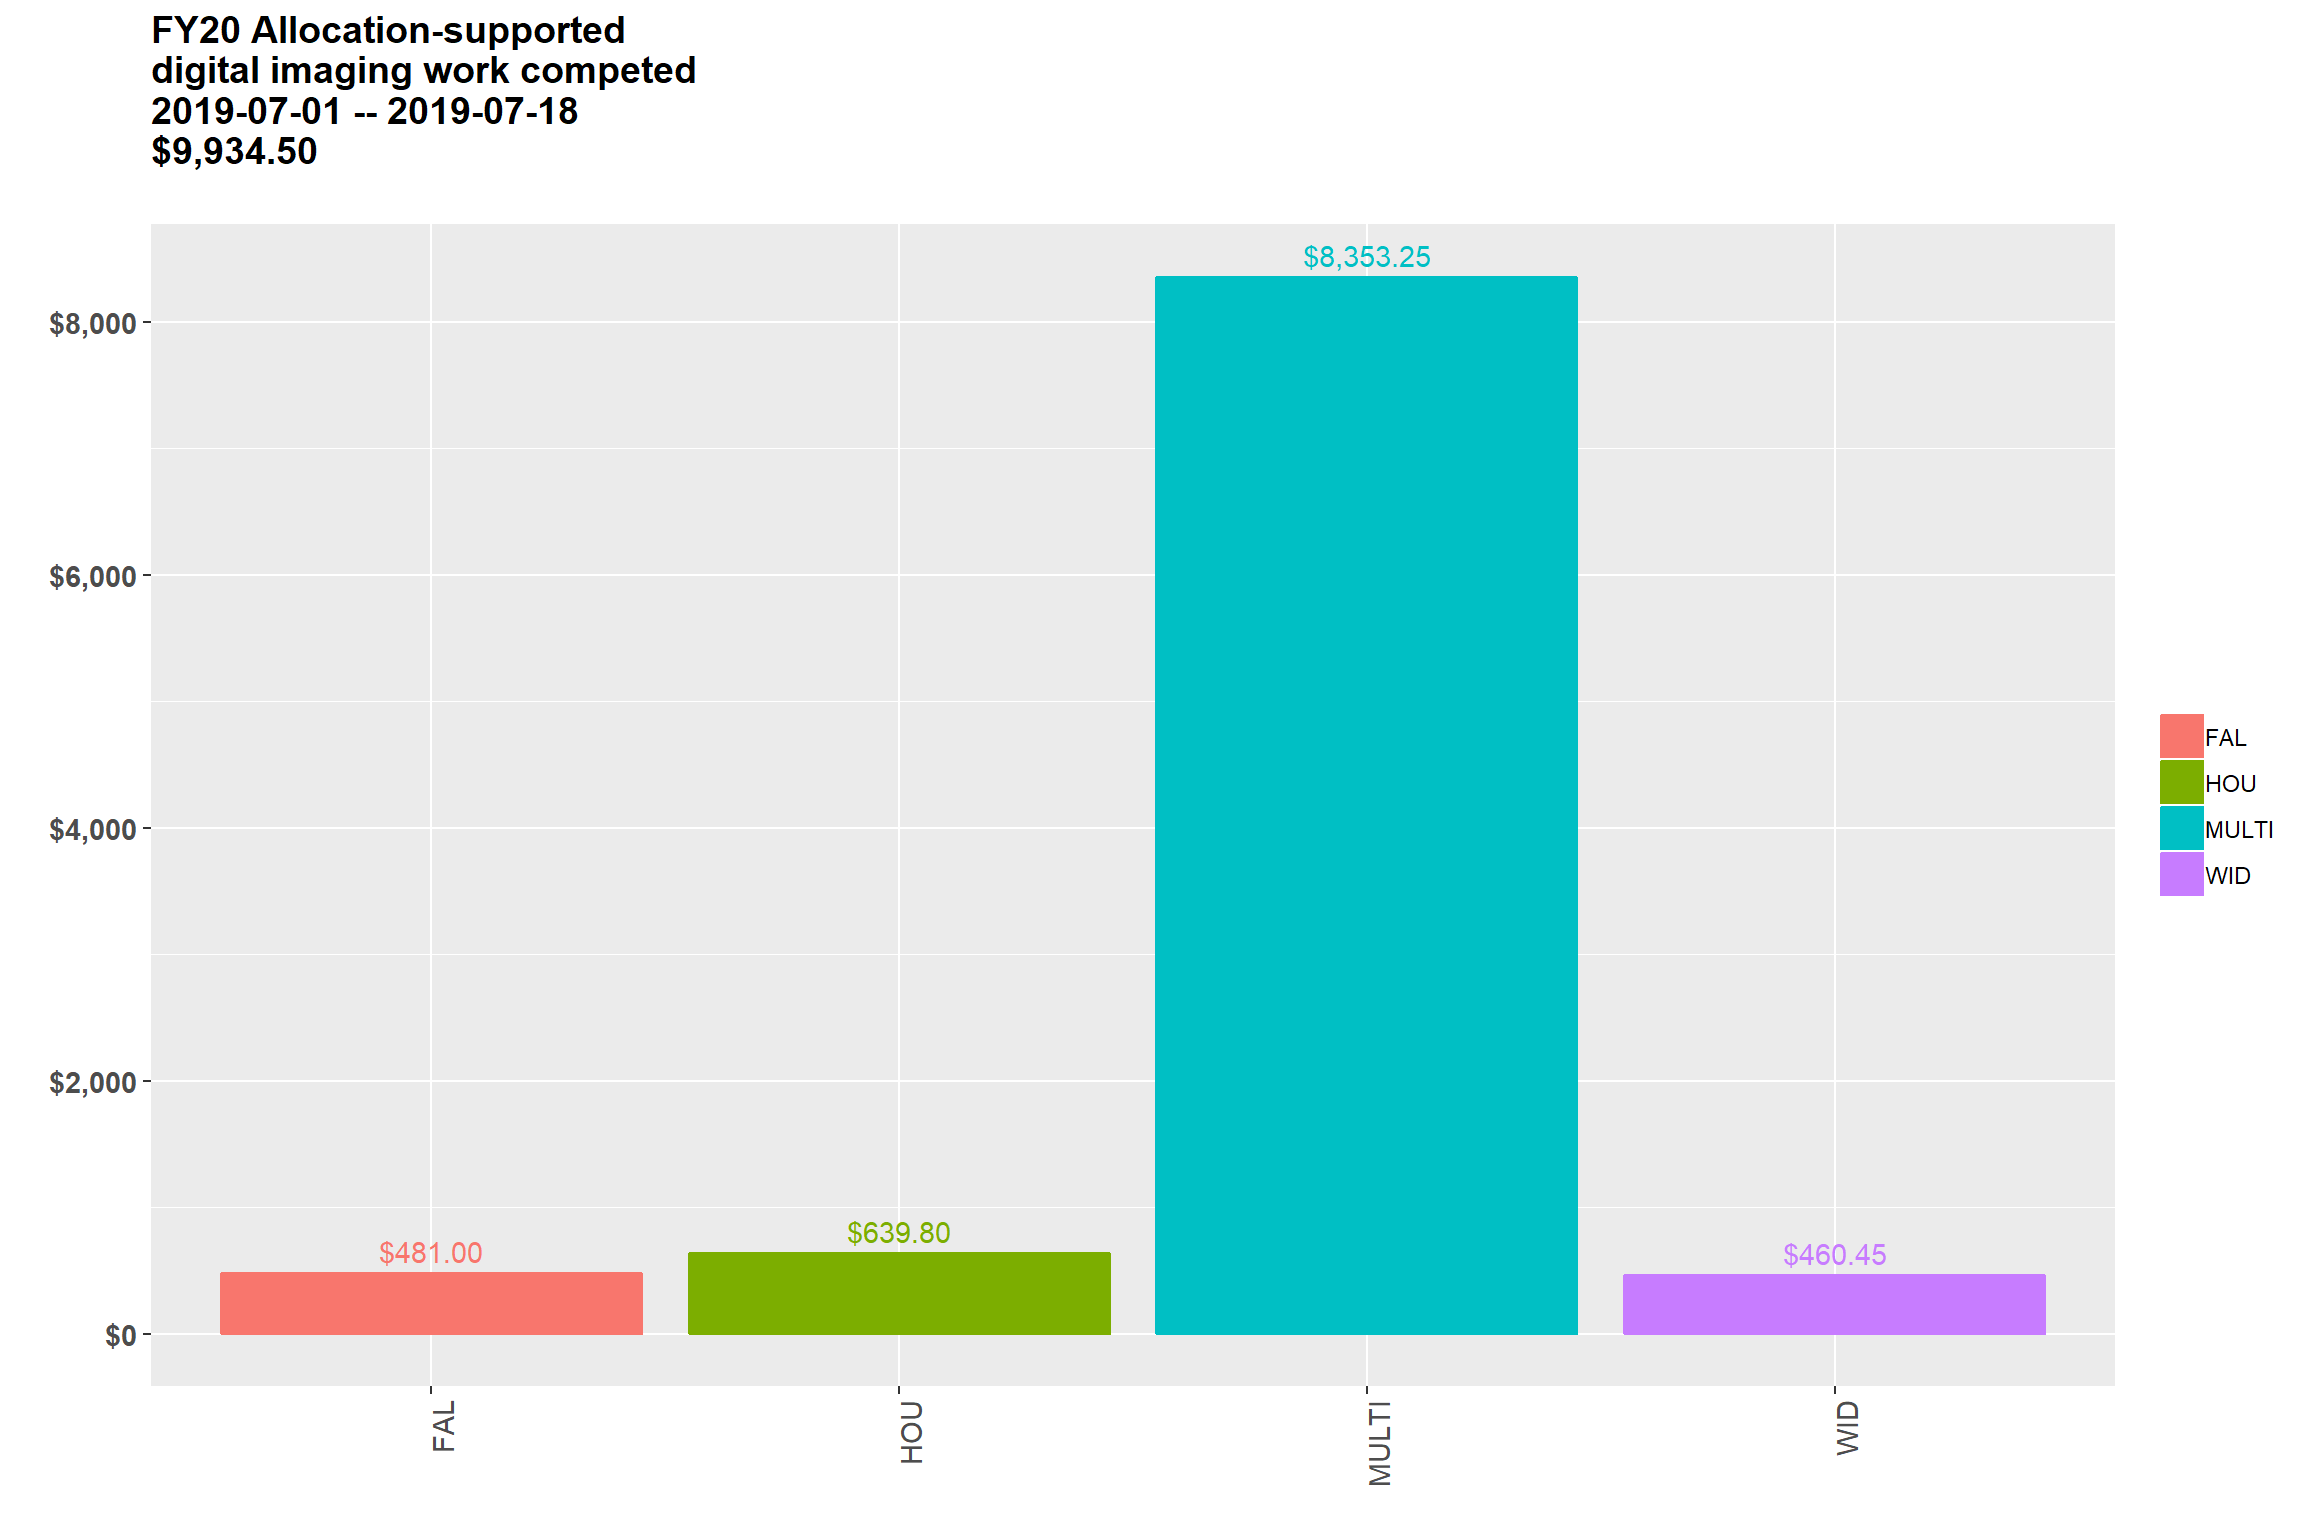 FY20 Allocation-supported
digital imaging work competed
2019-07-01 -- 2019-07-18
$9,934.50
$8,353.25
$8,000
$6,000
$4,000
$2,000
$0
$481.00
$639.80
$460.45
FAL
HOU
MULTI
WID
FAL
HOU
MULTI
WID